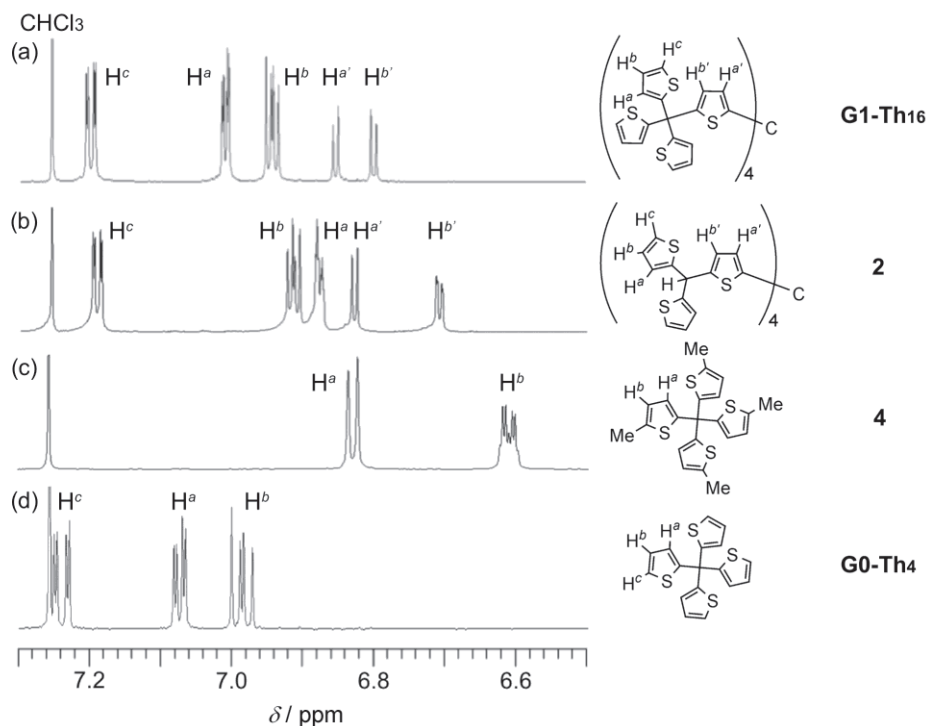 CHCl3
(a) Hᶜ Hᵃ Hᵇ Hᵃ' Hᵇ'
Hᶜ Hᵇ Hᵃ S Hᵇ' Hᵃ' S S S C 4
G1-Th16
(b) Hᶜ Hᵇ Hᵃ Hᵃ' Hᵇ'
Hᶜ Hᵇ Hᵃ S H Hᵇ' Hᵃ' S S C 4
2
(c) Hᵃ Hᵇ
Me S Hᵇ Hᵃ S Me Me S S Me
4
(d) Hᶜ Hᵃ Hᵇ
Hᵇ Hᵃ Hᶜ S S S S
G0-Th4
7.2 7.0 6.8 6.6
δ / ppm